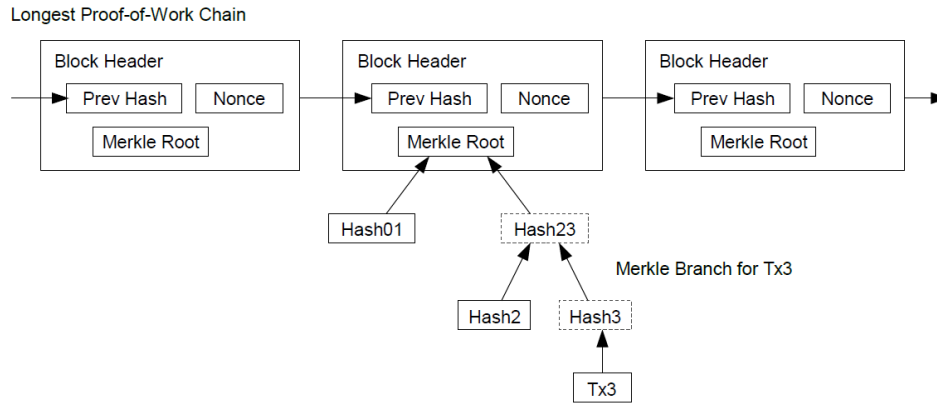 Longest Proof-of-Work Chain
Block Header
Prev Hash
Nonce
Merkle Root
Block Header
Prev Hash
Nonce
Merkle Root
Block Header
Prev Hash
Nonce
Merkle Root
Hash01
Hash23
Merkle Branch for Tx3
Hash2
Hash3
Tx3